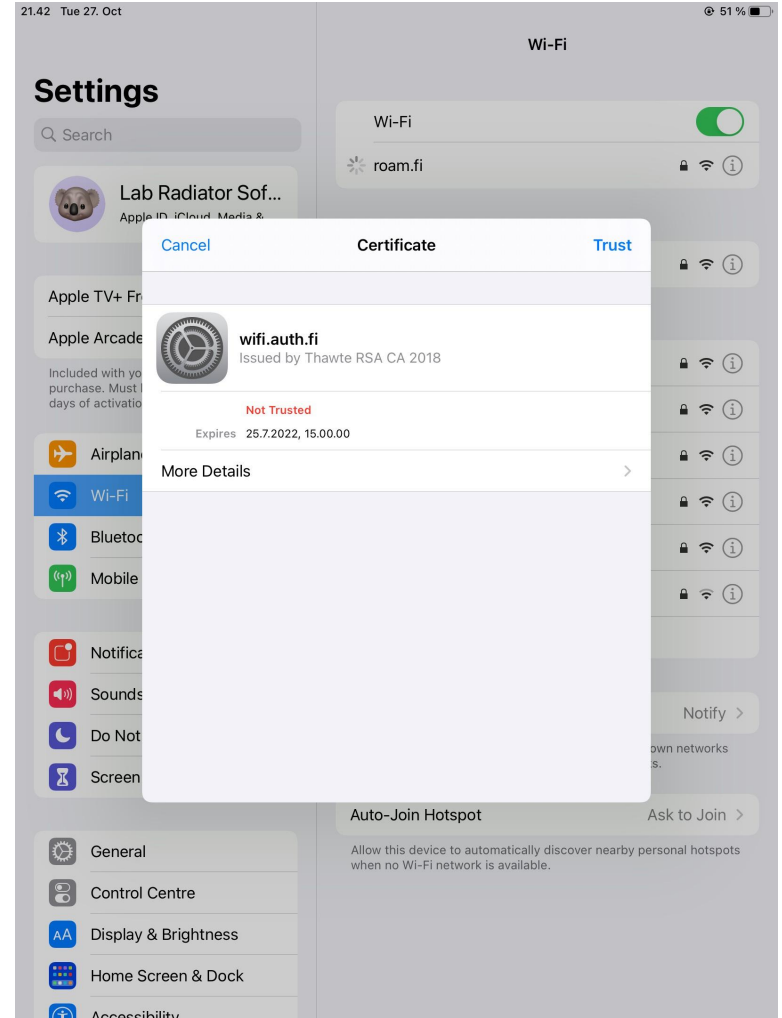 21.42 Tue 27. Oct
51 %
Settings
Search
Lab Radiator Sof...
Apple ID, iCloud, Media &
Apple TV+ Fr
Apple Arcade
Included with yo
purchase. Must
days of activatio
Airplan
Wi-Fi
Bluetoo
Mobile
Notifica
Sounds
Do Not
Screen
General
Control Centre
AA Display & Brightness
Home Screen & Dock
Accessibility
Wi-Fi
Wi-Fi
roam.fi
Cancel
Certificate
Trust
wifi.auth.fi
Issued by Thawte RSA CA 2018
Not Trusted
Expires 25.7.2022, 15.00.00
More Details
Notify
own networks
s.
Auto-Join Hotspot
Ask to Join
Allow this device to automatically discover nearby personal hotspots
when no Wi-Fi network is available.